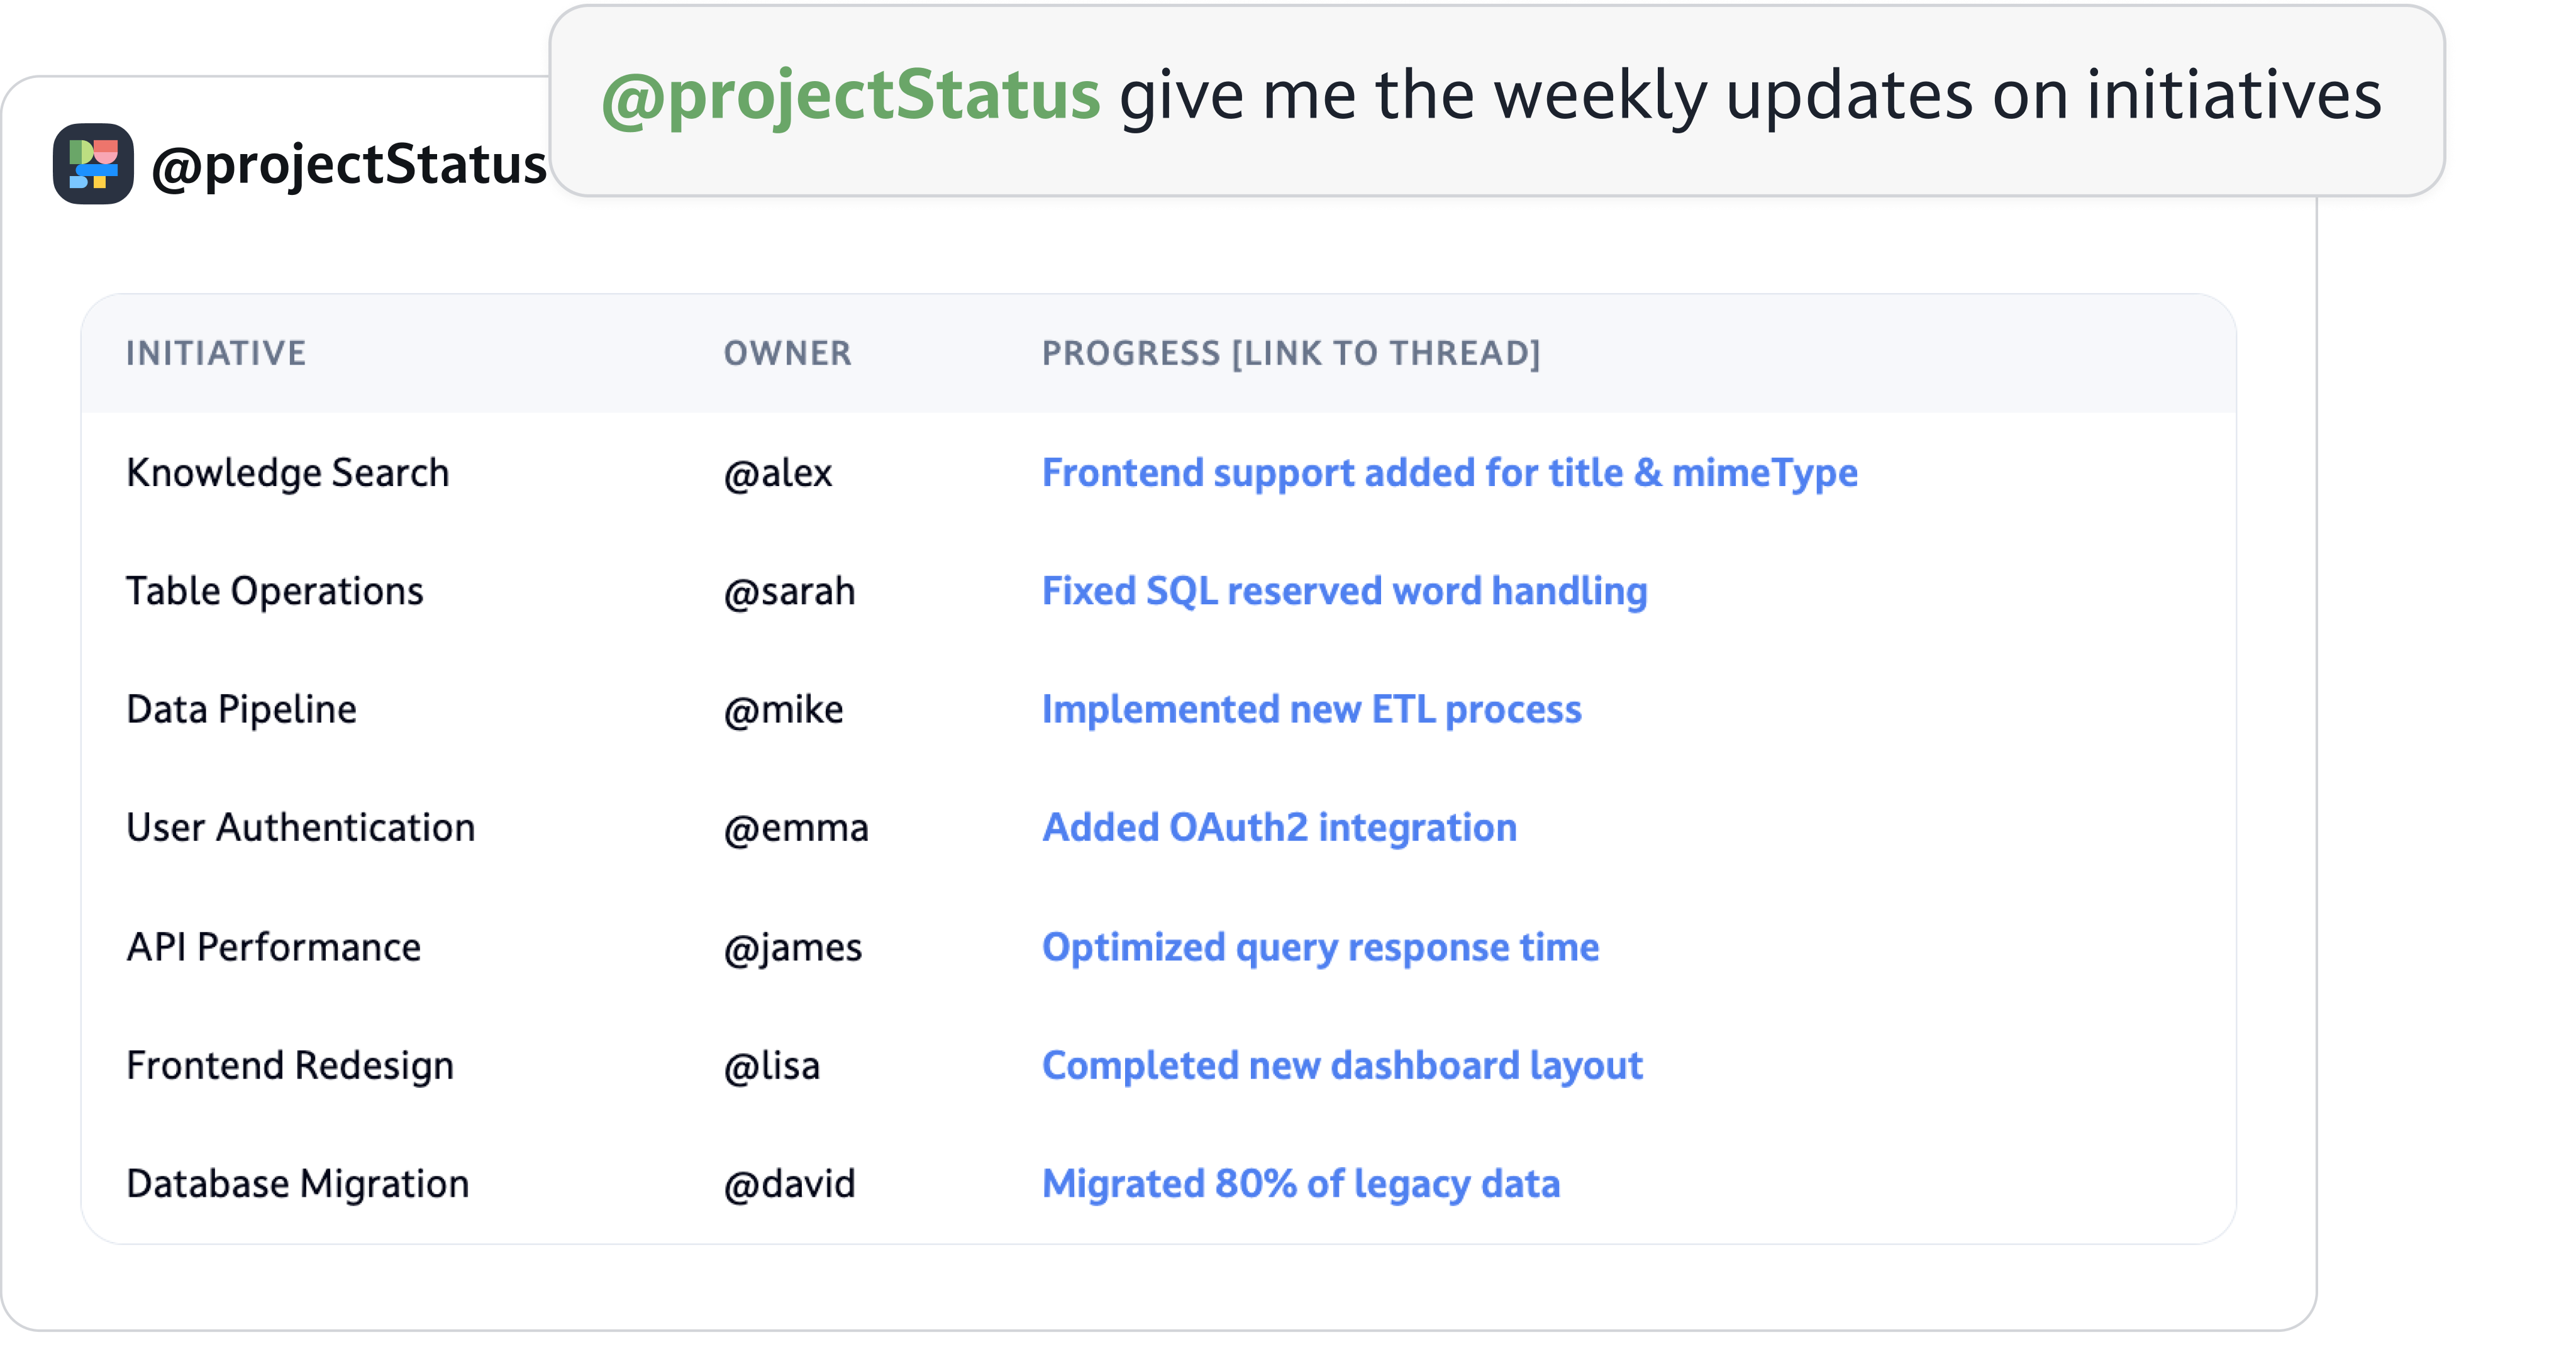 @projectStatus give me the weekly updates on initiatives
@projectStatus
INITIATIVE OWNER PROGRESS [LINK TO THREAD]
Knowledge Search @alex Frontend support added for title & mimeType
Table Operations @sarah Fixed SQL reserved word handling
Data Pipeline @mike Implemented new ETL process
User Authentication @emma Added OAuth2 integration
API Performance @james Optimized query response time
Frontend Redesign @lisa Completed new dashboard layout
Database Migration @david Migrated 80% of legacy data